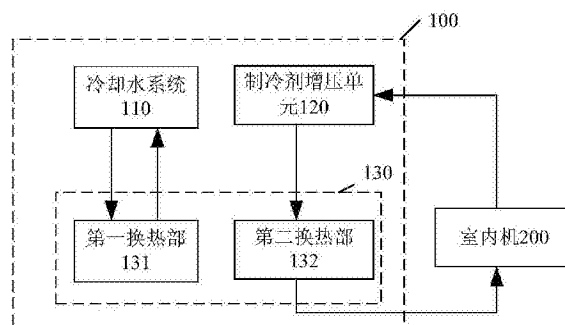 100
冷却水系统
110
制冷剂增压单
元120
130
第一换热部
131
第二换热部
132
室内机200